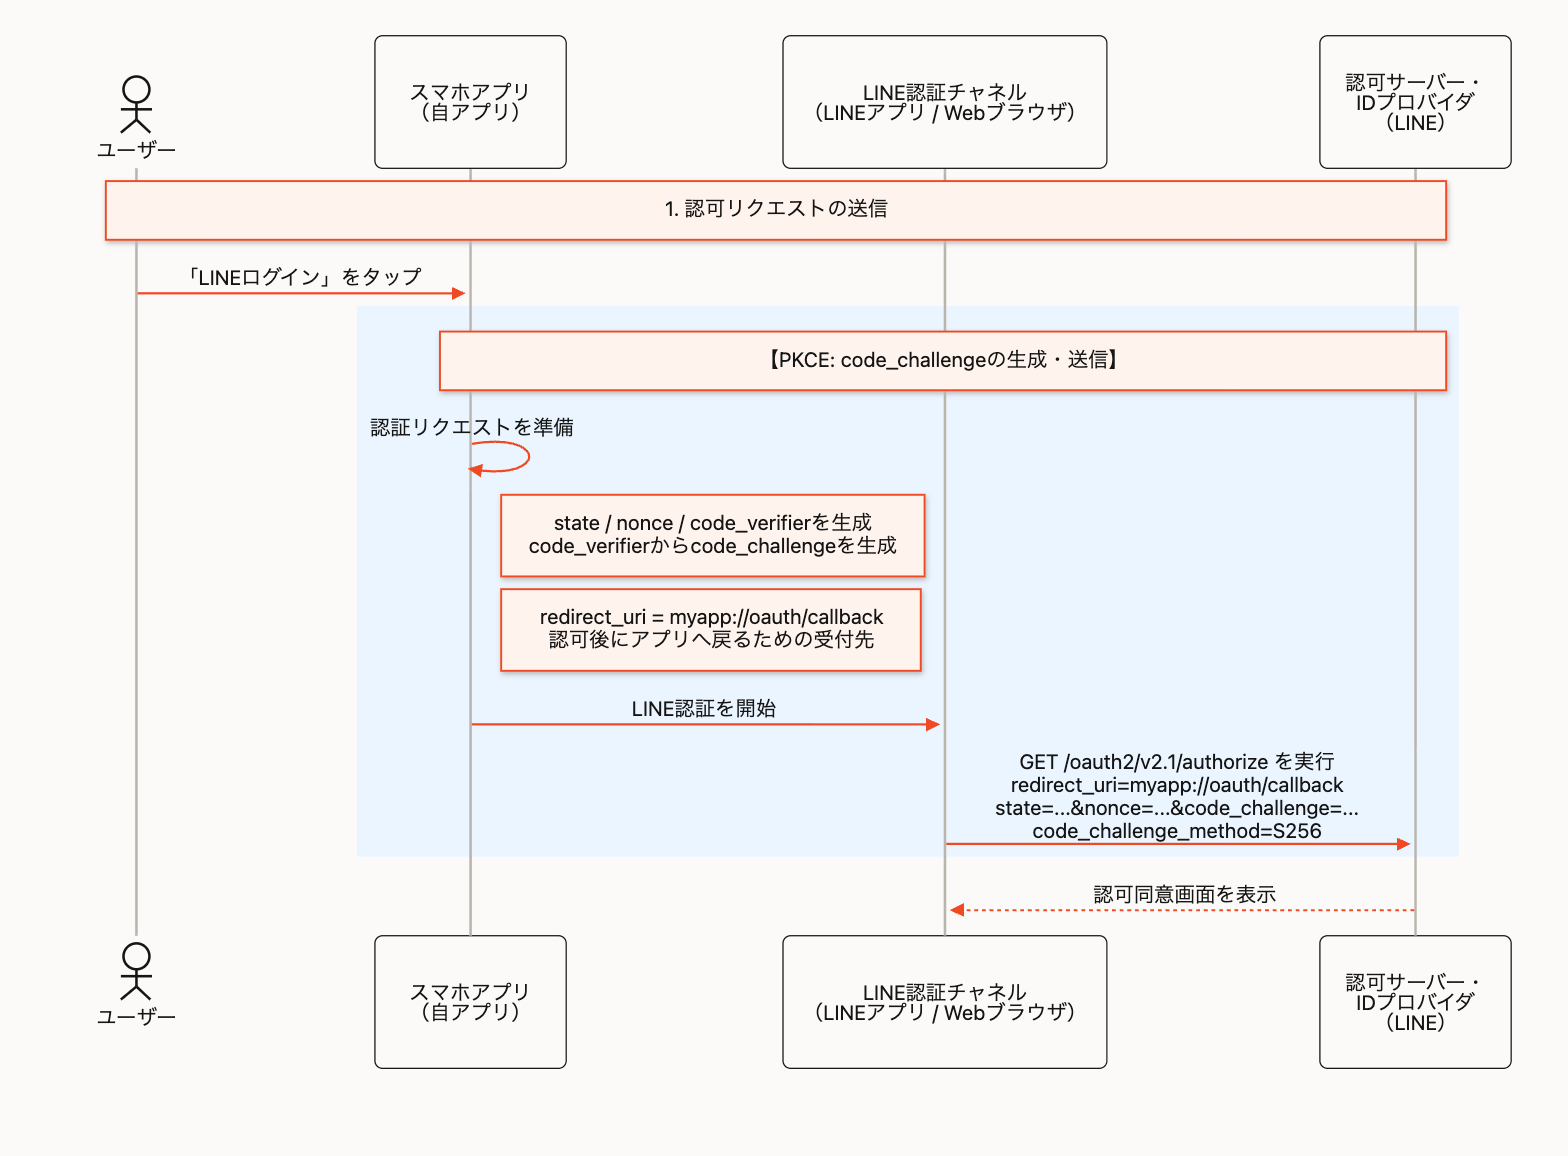 ユーザー
スマホアプリ
（自アプリ）
LINE認証チャネル
（LINEアプリ / Webブラウザ）
認可サーバー・
IDプロバイダ
（LINE）
1. 認可リクエストの送信
「LINEログイン」をタップ
【PKCE: code_challengeの生成・送信】
認証リクエストを準備
state / nonce / code_verifierを生成
code_verifierからcode_challengeを生成
redirect_uri = myapp://oauth/callback
認可後にアプリへ戻るための受付先
LINE認証を開始
GET /oauth2/v2.1/authorize を実行
redirect_uri=myapp://oauth/callback
state=...&nonce=...&code_challenge=...
code_challenge_method=S256
認可同意画面を表示
ユーザー
スマホアプリ
（自アプリ）
LINE認証チャネル
（LINEアプリ / Webブラウザ）
認可サーバー・
IDプロバイダ
（LINE）